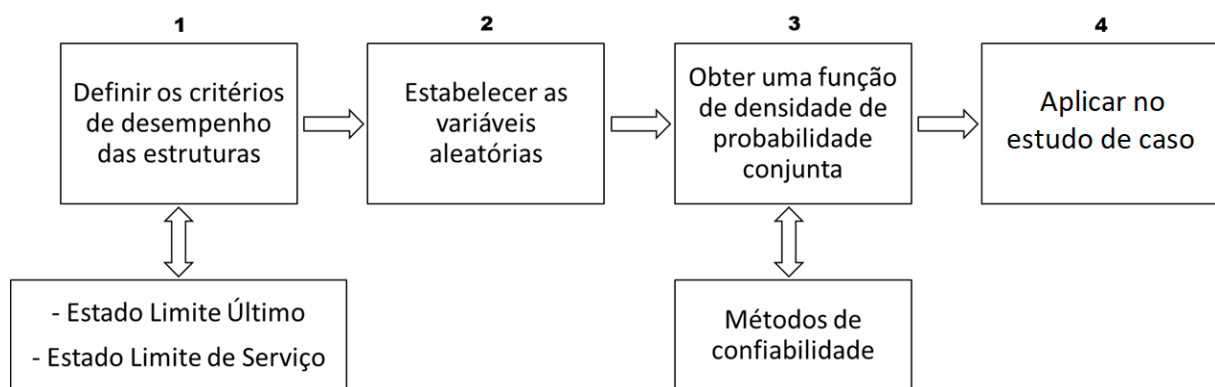 1
Definir os critérios
de desempenho
das estruturas
2
Estabelecer as
variáveis
aleatórias
3
Obter uma função
de densidade de
probabilidade
conjunta
4
Aplicar no
estudo de caso
- Estado Limite Último
- Estado Limite de Serviço
Métodos de
confiabilidade